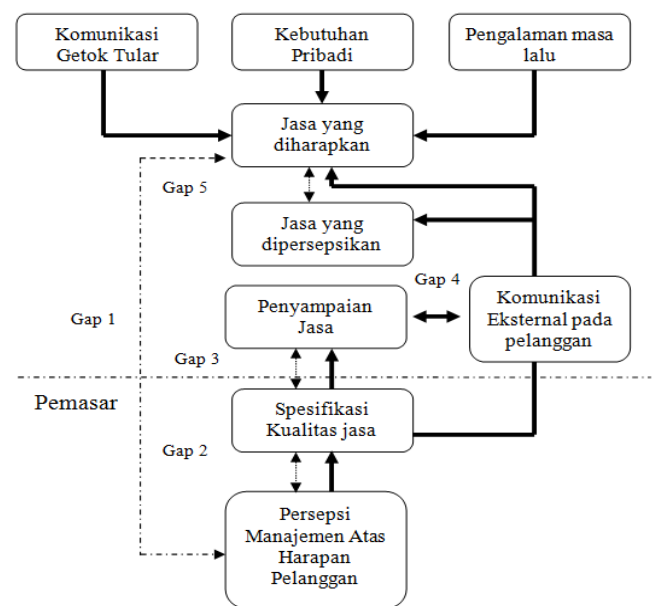 Komunikasi
Getok Tular
Kebutuhan
Pribadi
Pengalaman masa
lalu
Jasa yang
diharapkan
Gap 5
Jasa yang
dipersepsikan
Gap 4
Komunikasi
Eksternal pada
pelanggan
Penyampaian
Jasa
Gap 1
Gap 3
Pemasar
Spesifikasi
Kualitas jasa
Gap 2
Persepsi
Manajemen Atas
Harapan
Pelanggan